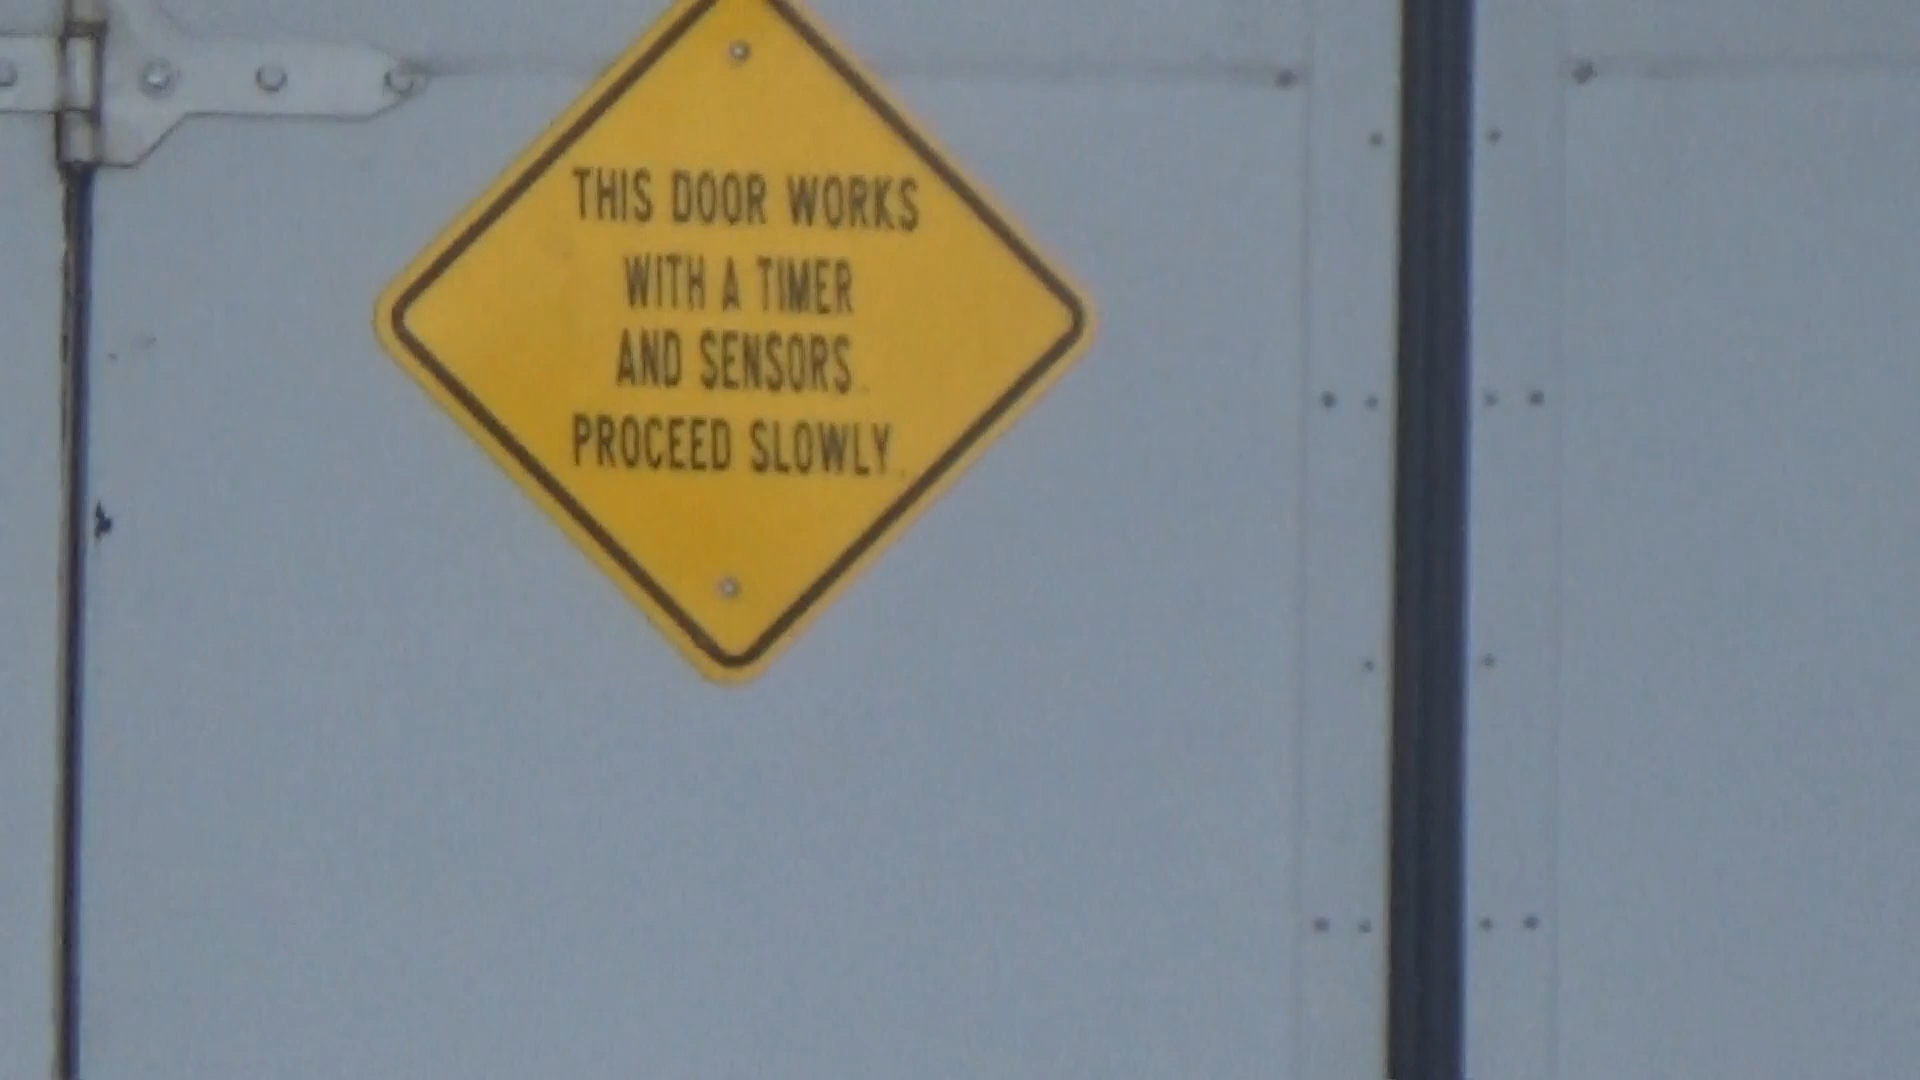 THIS DOOR WORKS
WITH A TIMER
AND SENSORS.
PROCEED SLOWLY.